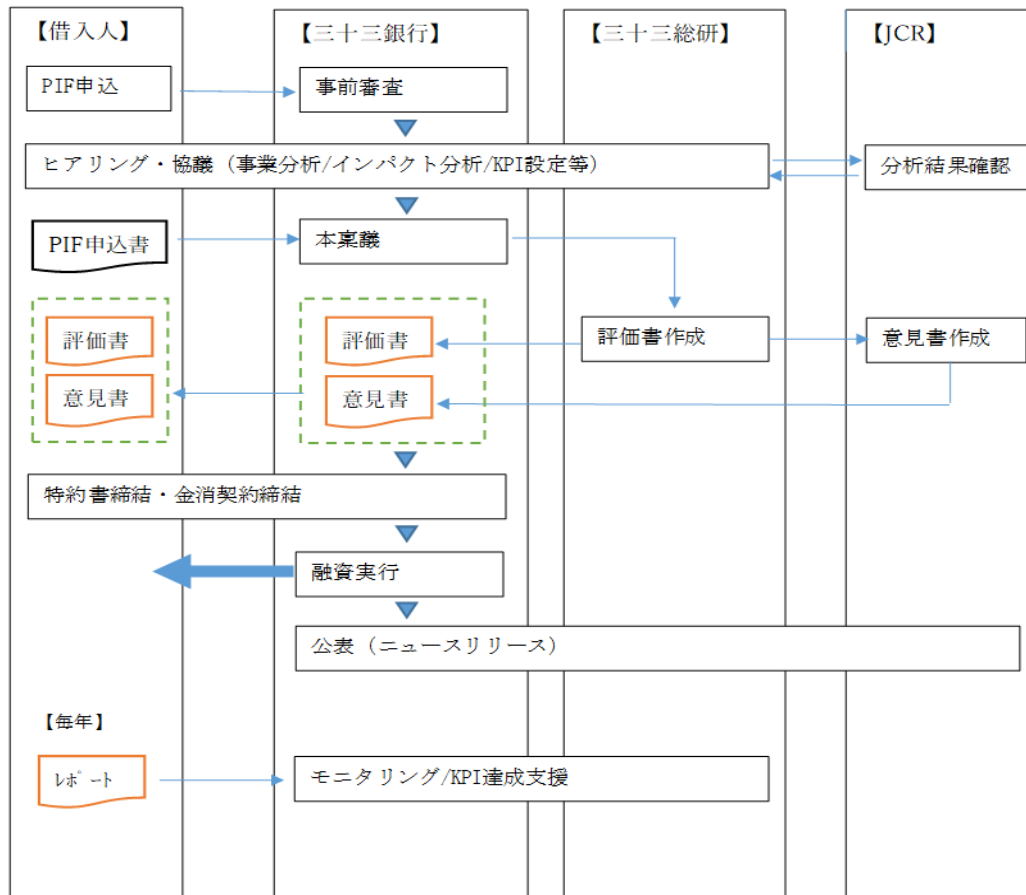 【借入人】
【三十三銀行】
【三十三総研】
【JCR】
PIF申込
事前審査
ヒアリング・協議（事業分析/インパクト分析/KPI設定等）
分析結果確認
PIF申込書
本稟議
評価書
評価書
評価書作成
意見書作成
意見書
意見書
特約書締結・金消契約締結
融資実行
公表（ニュースリリース）
【毎年】
ﾚﾎﾟｰﾄ
モニタリング/KPI達成支援